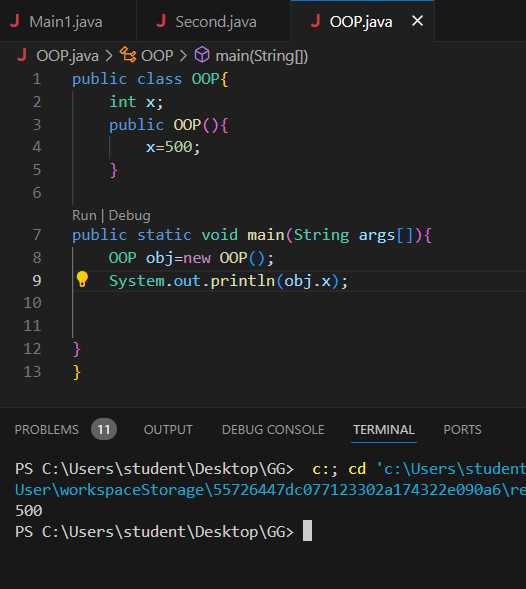 J Main1.java J Second.java J OOP.java ×
J OOP.java > OOP > main(String[])
1 public class OOP{
2 int x;
3 public OOP(){
4 x=500;
5 }
6
Run | Debug
7 public static void main(String args[]){
8 OOP obj=new OOP();
9 System.out.println(obj.x);
10
11
12 }
13 }
PROBLEMS 11 OUTPUT DEBUG CONSOLE TERMINAL PORTS
PS C:\Users\student\Desktop\GG>  c:; cd 'c:\Users\student
User\workspaceStorage\55726447dc077123302a174322e090a6\re
500
PS C:\Users\student\Desktop\GG>